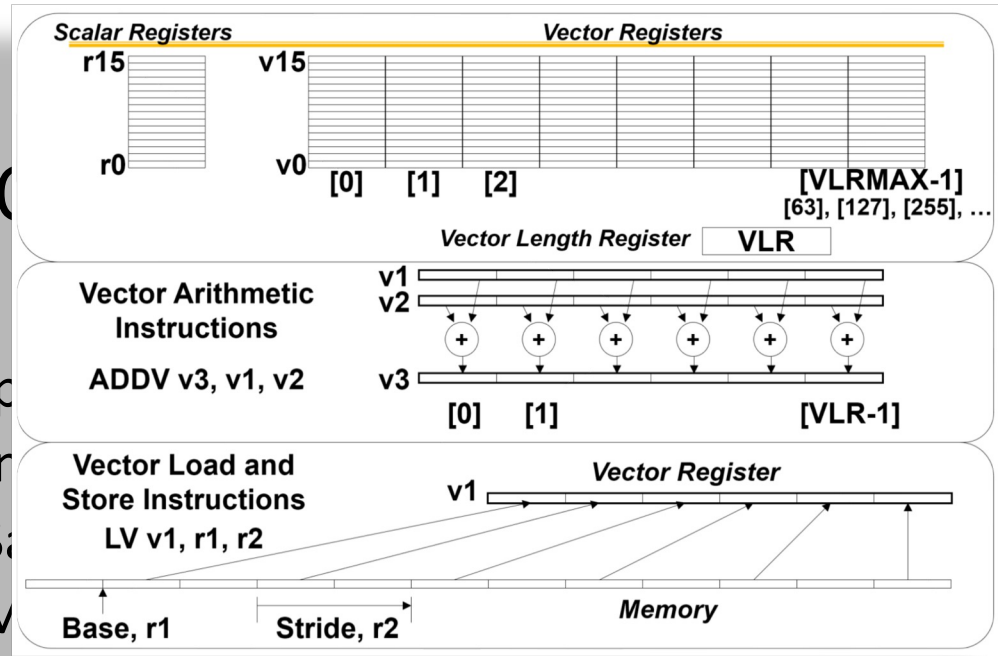 Scalar Registers Vector Registers
r15 v15
r0 v0
[0] [1] [2] [VLRMAX-1]
[63], [127], [255], ...
Vector Length Register VLR
v1
Vector Arithmetic v2
Instructions + + + + + +
ADDV v3, v1, v2 v3
[0] [1] [VLR-1]
Vector Load and Vector Register
Store Instructions v1
LV v1, r1, r2
Memory
Base, r1 Stride, r2